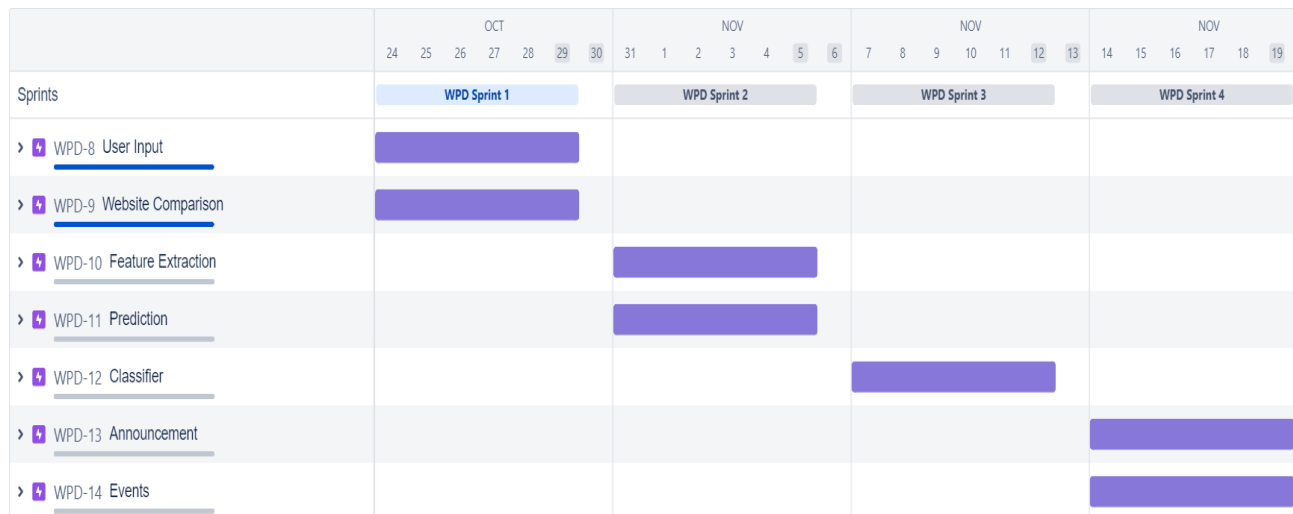 OCT NOV NOV NOV
24 25 26 27 28 29 30 31 1 2 3 4 5 6 7 8 9 10 11 12 13 14 15 16 17 18 19
Sprints WPD Sprint 1 WPD Sprint 2 WPD Sprint 3 WPD Sprint 4
WPD-8 User Input
WPD-9 Website Comparison
WPD-10 Feature Extraction
WPD-11 Prediction
WPD-12 Classifier
WPD-13 Announcement
WPD-14 Events